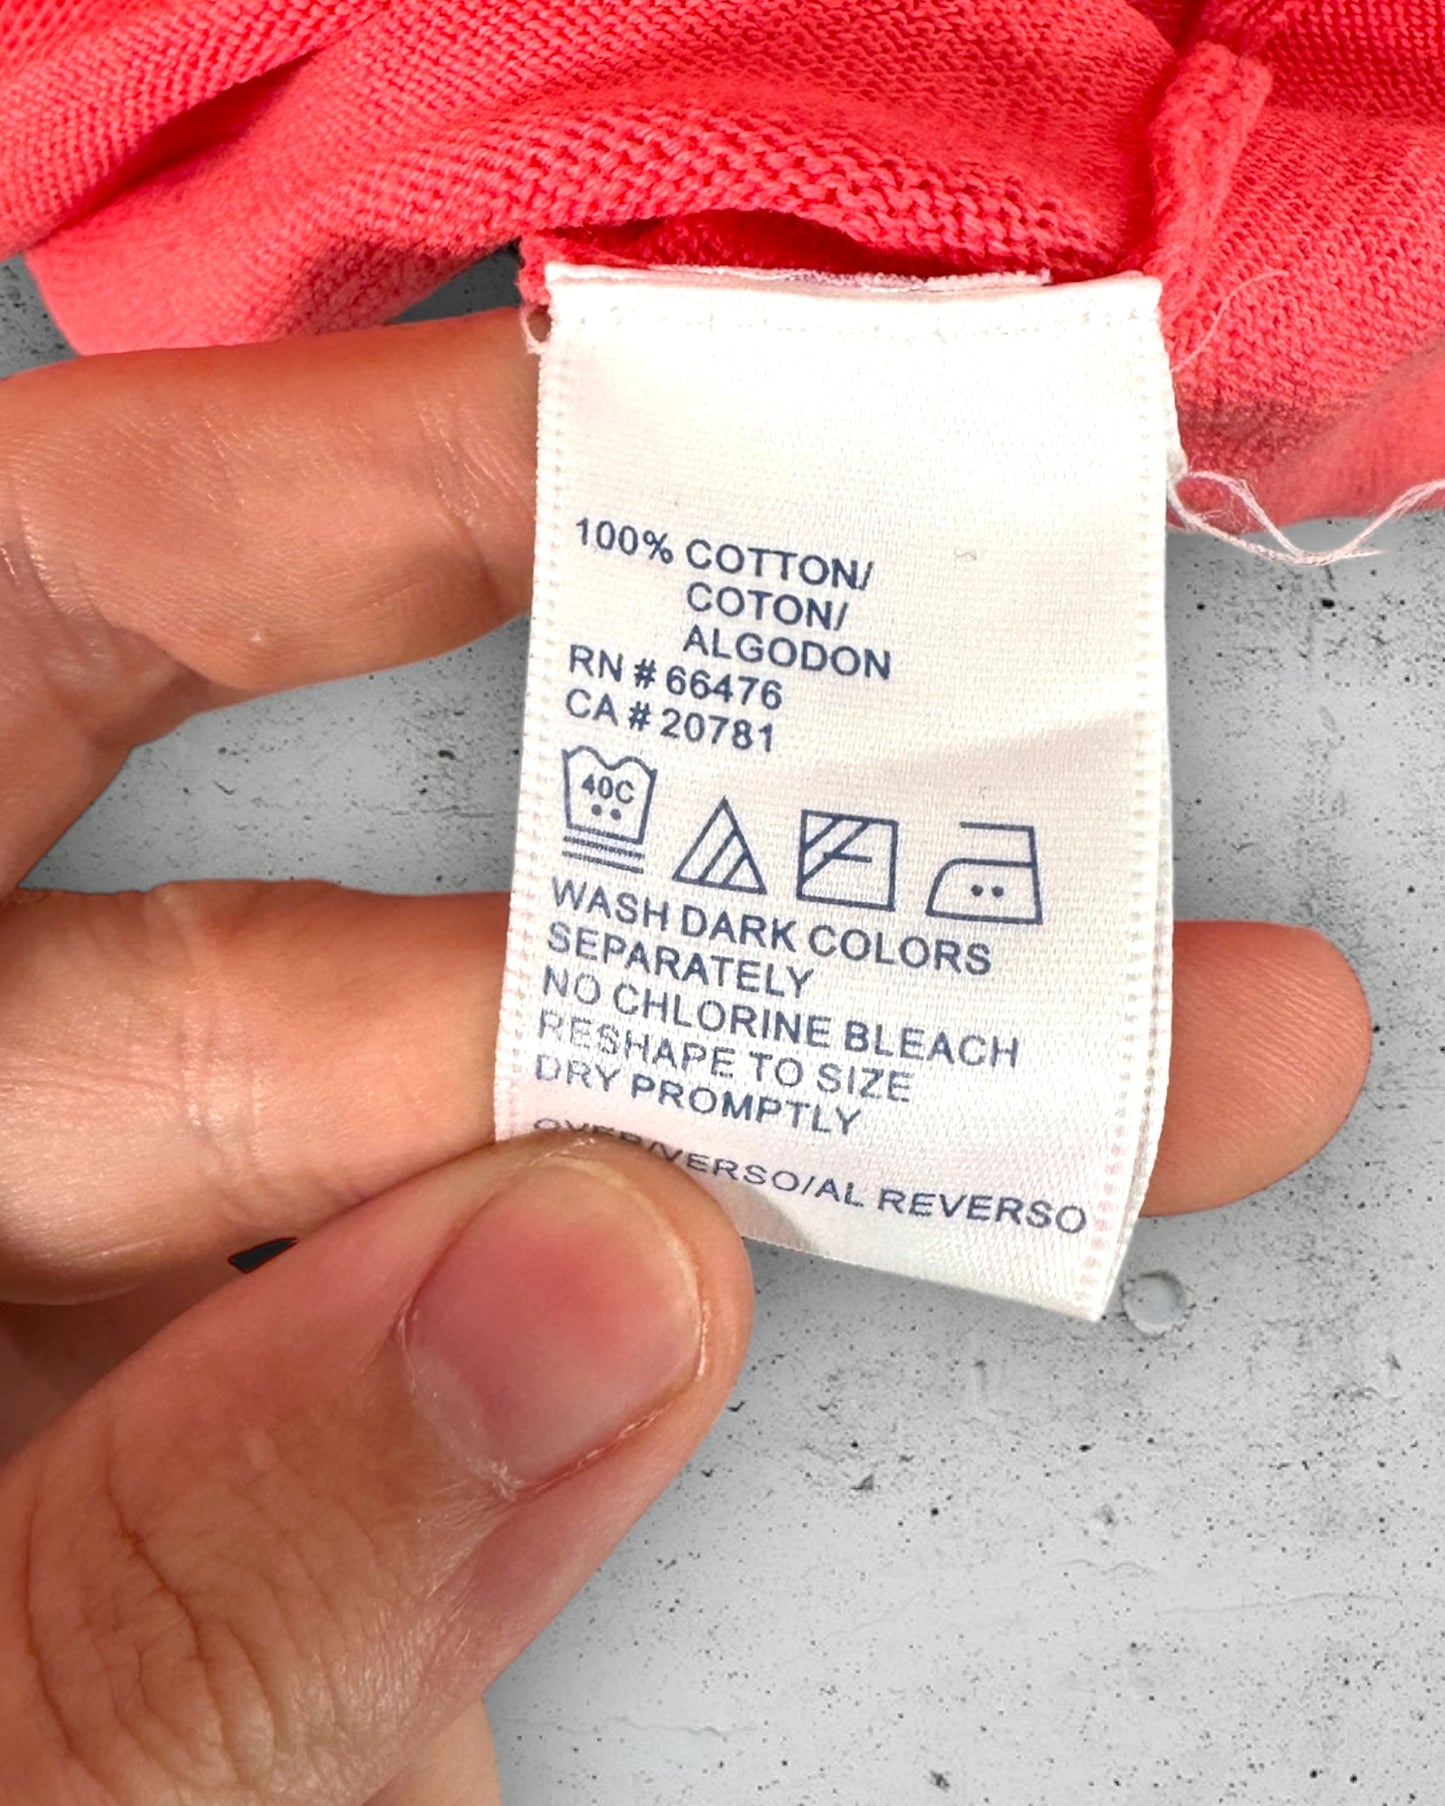 100% COTTON/
COTON/
ALGODON
RN # 66476
CA # 20781
40C
WASH DARK COLORS
SEPARATELY
NO CHLORINE BLEACH
RESHAPE TO SIZE
DRY PROMPTLY
OVER/VERSO/AL REVERSO